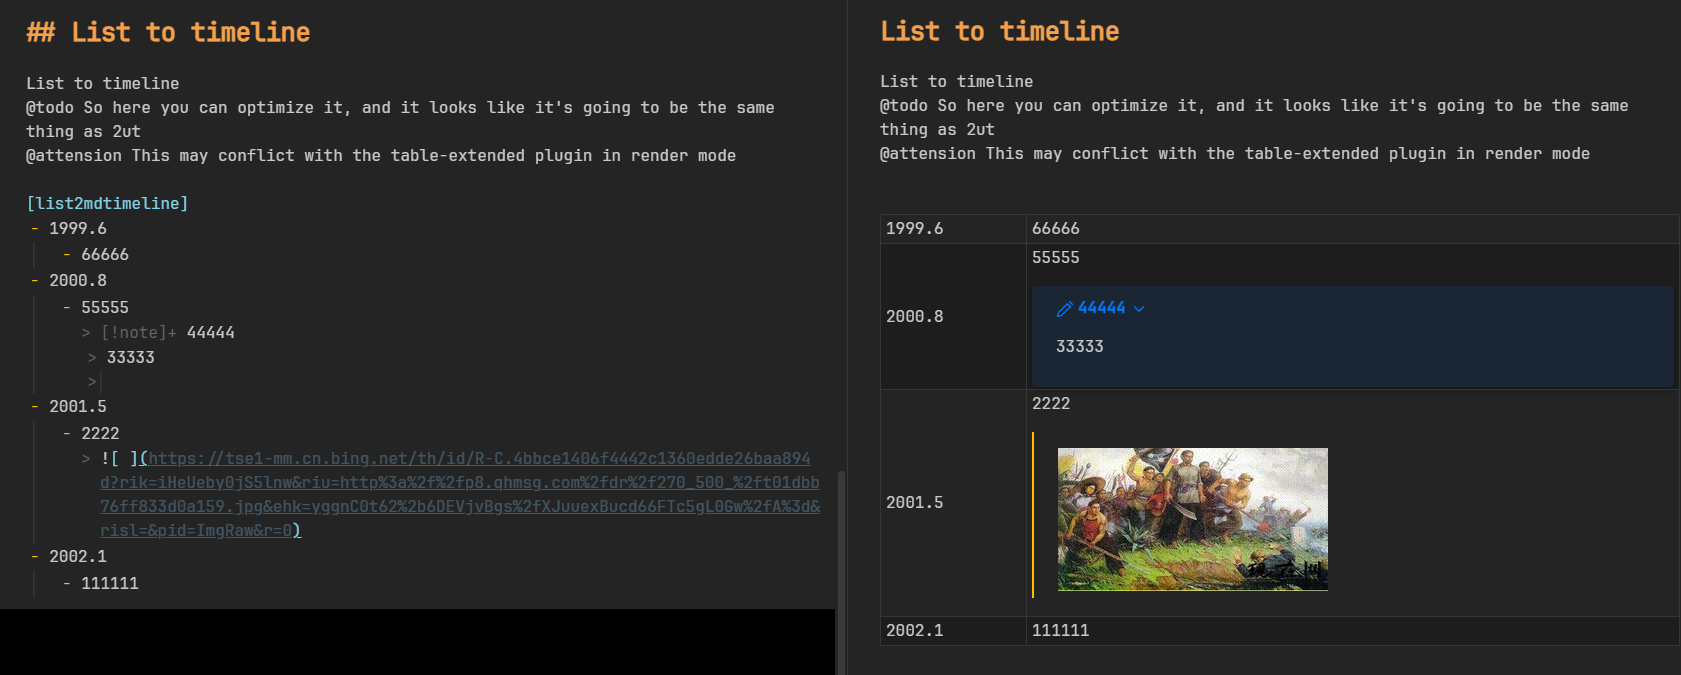 ## List to timeline
List to timeline
@todo So here you can optimize it, and it looks like it's going to be the same
thing as 2ut
@attension This may conflict with the table-extended plugin in render mode
[list2mdtimeline]
- 1999.6
- 66666
- 2000.8
- 55555
> [!note]+ 44444
> 33333
>
- 2001.5
- 2222
> ![ ](https://tse1-mm.cn.bing.net/th/id/R-C.4bbce1406f4442c1360edde26baa894
d?rik=iHeUeby0jS5lnw&riu=http%3a%2f%2fp8.qhmsg.com%2fdr%2f270_500_%2ft01dbb
76ff833d0a159.jpg&ehk=yggnC0t62%2b6DEVjvBgs%2fXJuuexBucd66FTc5gL0Gw%2fA%3d&
risl=&pid=ImgRaw&r=0)
- 2002.1
- 111111
List to timeline
List to timeline
@todo So here you can optimize it, and it looks like it's going to be the same
thing as 2ut
@attension This may conflict with the table-extended plugin in render mode
1999.6 66666
2000.8 55555
44444
33333
2001.5 2222
现在网
2002.1 111111